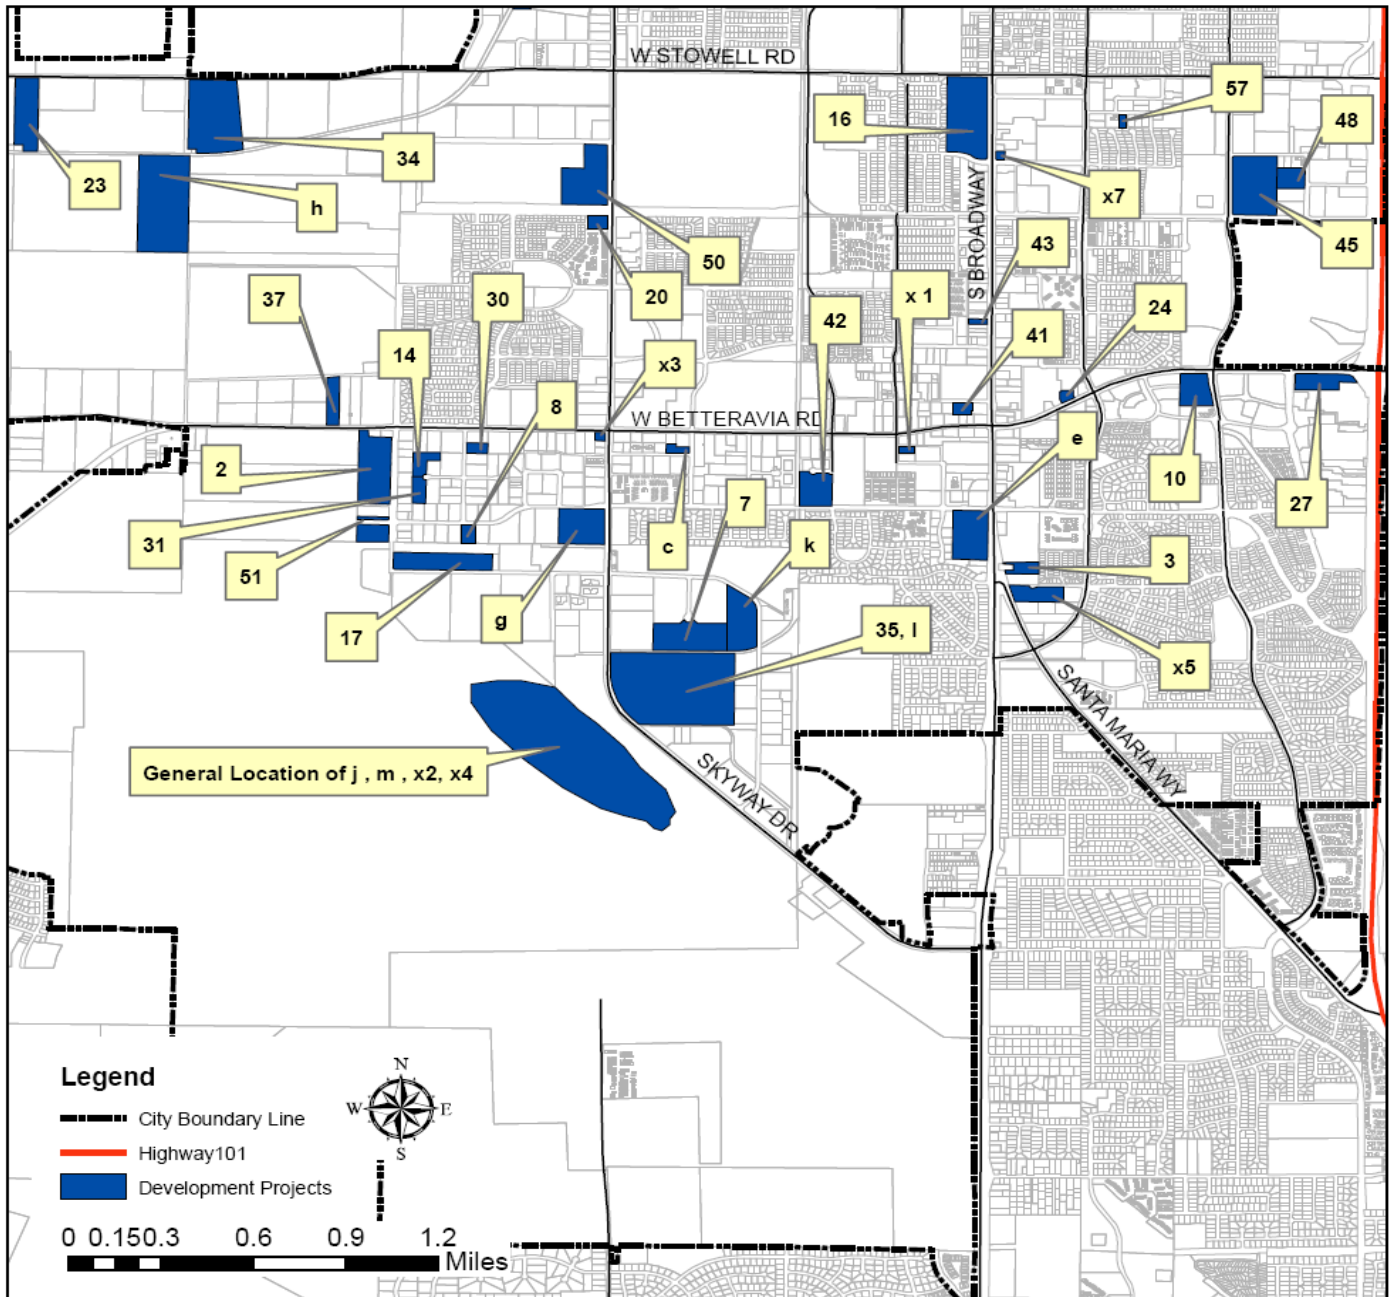 W STOWELL RD
57
16
48
34
23
x7
h
S BROADWAY
43
45
50
37
30
20
x 1
24
42
14
41
x3
8
W BETTERAVIA RD
e
2
10
7
27
31
c
k
3
51
g
17
35, l
x5
SANTA MARIA WY
General Location of j , m , x2, x4
SKYWAY DR
Legend
City Boundary Line
Highway101
Development Projects
N
W E
S
0 0.150.3 0.6 0.9 1.2
Miles